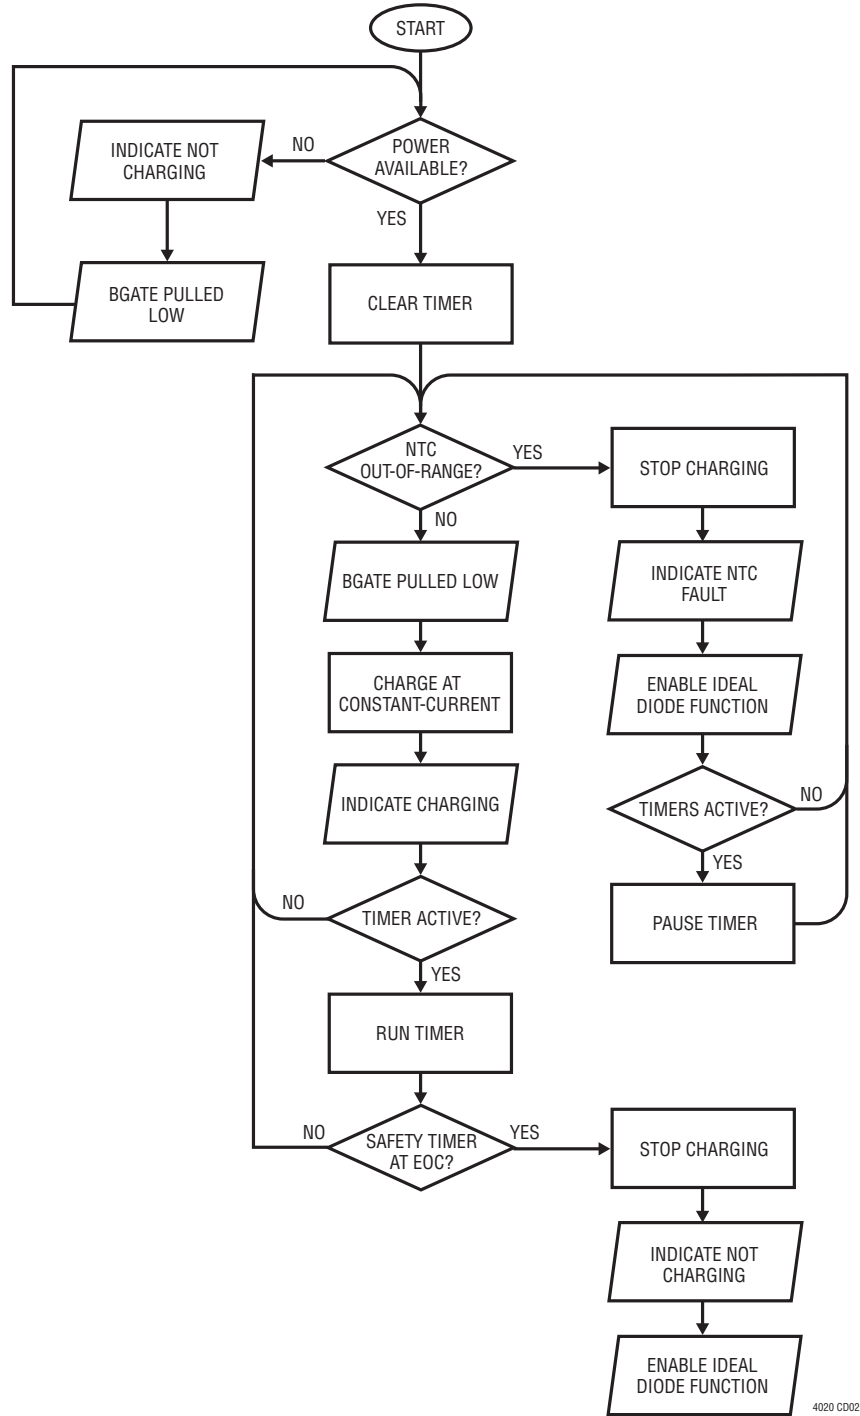 START
POWER
AVAILABLE?
NO
INDICATE NOT
CHARGING
BGATE PULLED
LOW
YES
CLEAR TIMER
NTC
OUT-OF-RANGE?
YES
STOP CHARGING
NO
BGATE PULLED LOW
INDICATE NTC
FAULT
CHARGE AT
CONSTANT-CURRENT
ENABLE IDEAL
DIODE FUNCTION
INDICATE CHARGING
TIMERS ACTIVE?
NO
YES
PAUSE TIMER
NO
TIMER ACTIVE?
YES
RUN TIMER
NO
SAFETY TIMER
AT EOC?
YES
STOP CHARGING
INDICATE NOT
CHARGING
ENABLE IDEAL
DIODE FUNCTION
4020 CD02